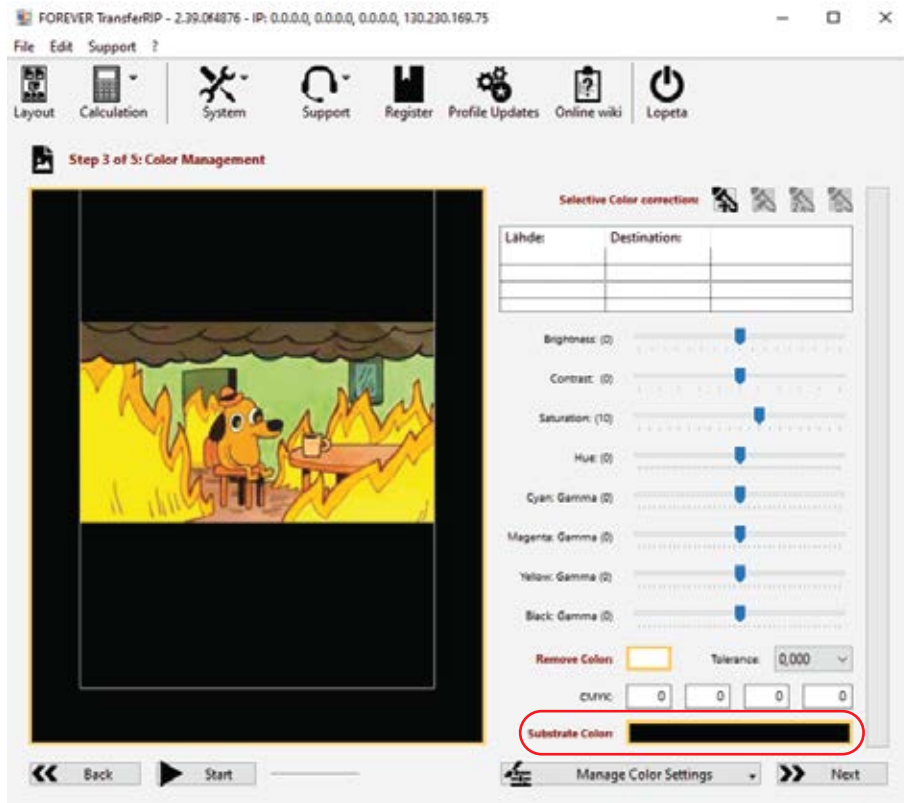 FOREVER TransferRIP - 2.39.0f4876 - IP: 0.0.0.0, 0.0.0.0, 0.0.0.0, 130.230.169.75
File Edit Support ?
Layout Calculation System Support Register Profile Updates Online wiki Lopeta
Step 3 of 5: Color Management
Selective Color correction:
Lähde: Destination:
Brightness: (0)
Contrast: (0)
Saturation: (10)
Hue: (0)
Cyan: Gamma (0)
Magenta: Gamma (0)
Yellow: Gamma (0)
Black: Gamma (0)
Remove Color: Tolerance: 0,000
CMYK: 0 0 0 0
Substrate Color:
Back Start Manage Color Settings Next